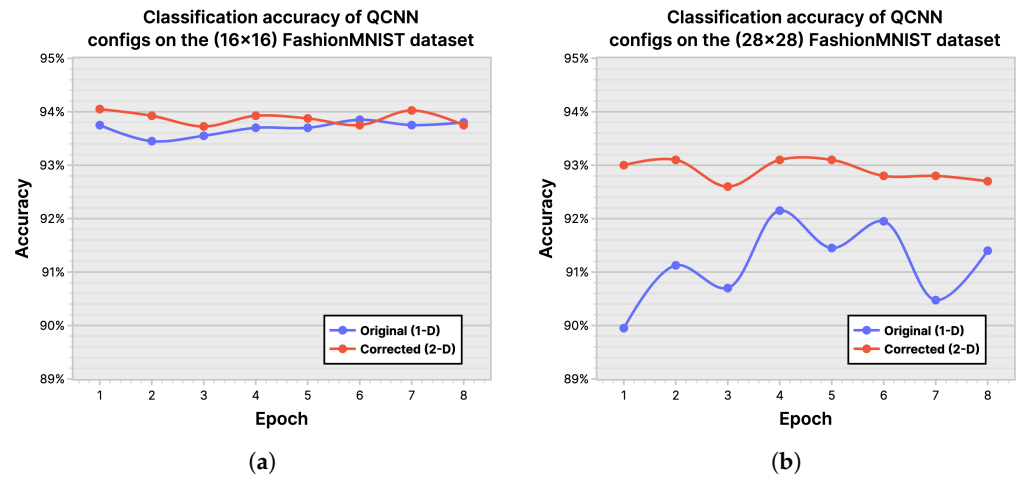 Classification accuracy of QCNN
configs on the (16×16) FashionMNIST dataset
95%
94%
93%
92%
91%
90%
89%
Accuracy
1 2 3 4 5 6 7 8
Epoch
Original (1-D)
Corrected (2-D)
(a)
Classification accuracy of QCNN
configs on the (28×28) FashionMNIST dataset
95%
94%
93%
92%
91%
90%
89%
Accuracy
1 2 3 4 5 6 7 8
Epoch
Original (1-D)
Corrected (2-D)
(b)